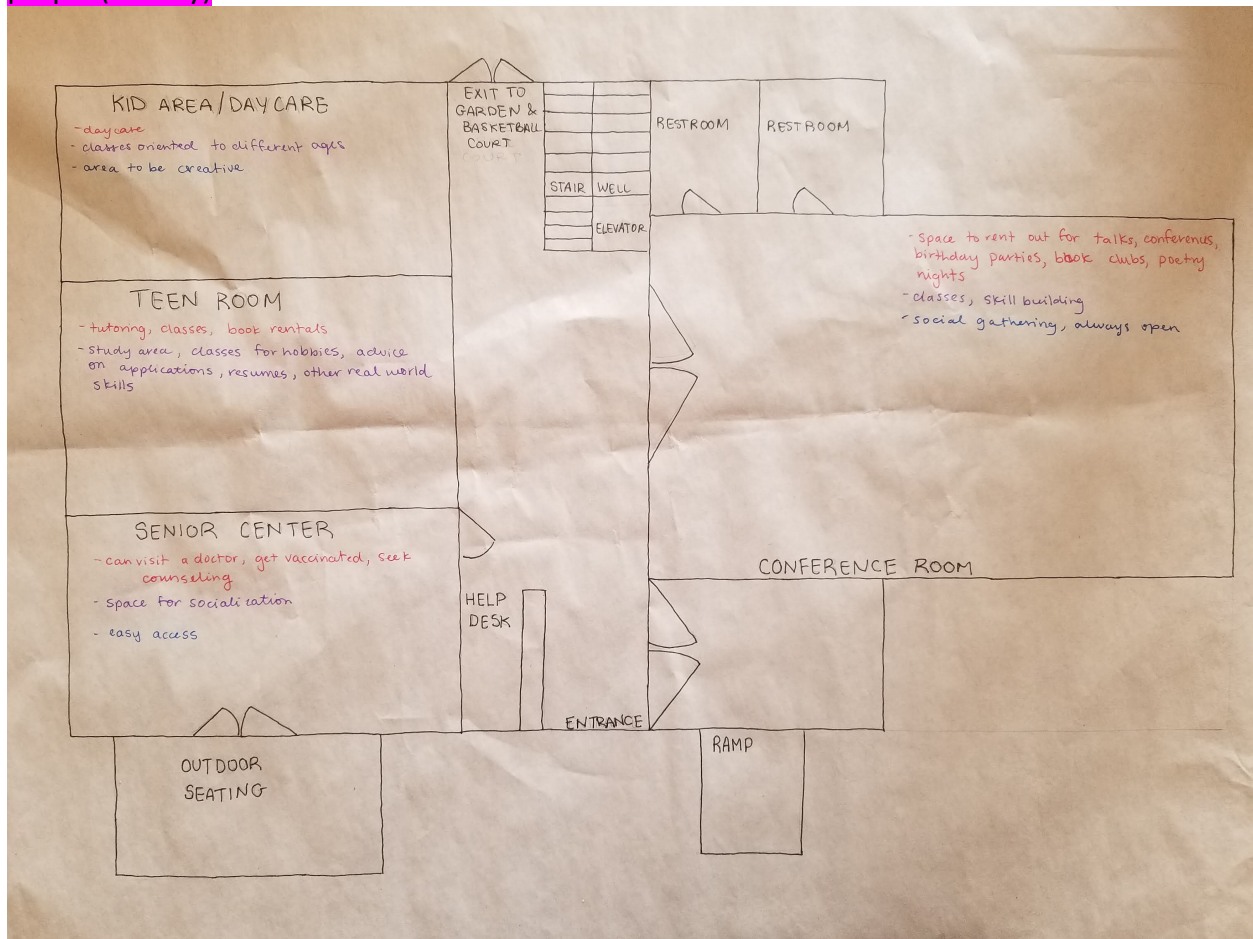 KID AREA/DAYCARE
- daycare
- classes oriented to different ages
- area to be creative
EXIT TO
GARDEN &
BASKETBALL
COURT
COURT
STAIR WELL
ELEVATOR
RESTROOM
RESTROOM
TEEN ROOM
- tutoring, classes, book rentals
- study area, classes for hobbies, advice
on applications, resumes, other real world
skills
- space to rent out for talks, conferences,
birthday parties, book clubs, poetry
nights
- classes, skill building
- social gathering, always open
CONFERENCE ROOM
SENIOR CENTER
- can visit a doctor, get vaccinated, seek
counseling
- space for socialization
- easy access
HELP
DESK
ENTRANCE
OUTDOOR
SEATING
RAMP